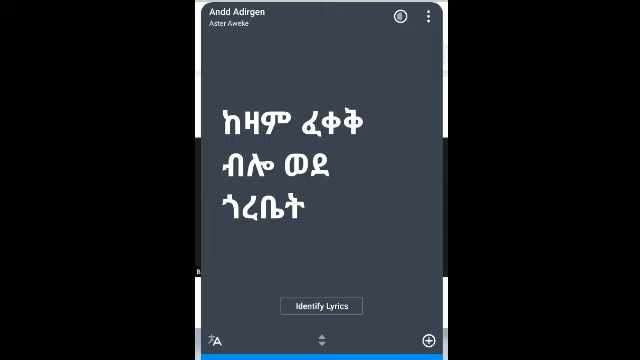 Andd Adirgen
Aster Aweke
ከዛም ፈቀቅ
ብሎ ወደ
ጎረቤት
Identify Lyrics